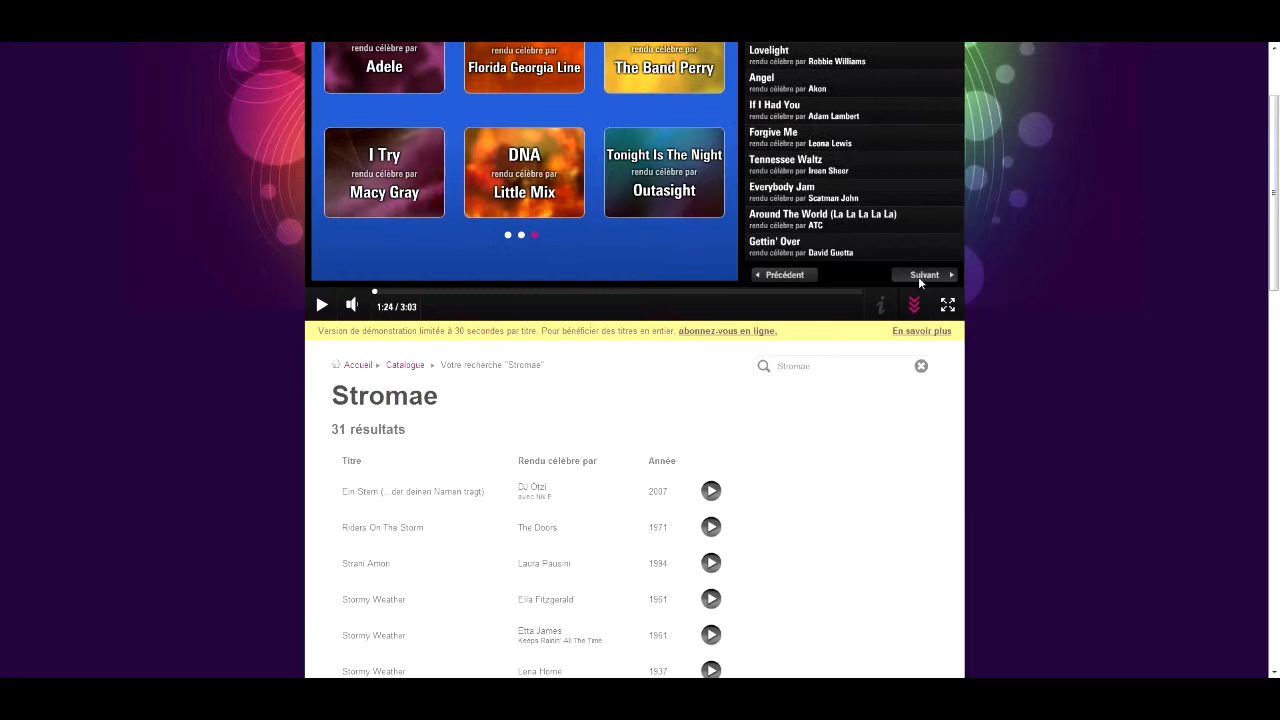 rendu célèbre par
Adele
rendu célèbre par
Florida Georgia Line
rendu célèbre par
The Band Perry
I Try
rendu célèbre par
Macy Gray
DNA
rendu célèbre par
Little Mix
Tonight Is The Night
rendu célèbre par
Outasight
Lovelight
rendu célèbre par Robbie Williams
Angel
rendu célèbre par Akon
If I Had You
rendu célèbre par Adam Lambert
Forgive Me
rendu célèbre par Leona Lewis
Tennessee Waltz
rendu célèbre par Ireen Sheer
Everybody Jam
rendu célèbre par Scatman John
Around The World (La La La La La)
rendu célèbre par ATC
Gettin' Over
rendu célèbre par David Guetta
Précédent
Suivant
1:24 / 3:03
Version de démonstration limitée à 30 secondes par titre. Pour bénéficier des titres en entier, abonnez-vous en ligne.
En savoir plus
Accueil Catalogue Votre recherche "Stromae"
Stromae
Stromae
31 résultats
Titre Rendu célèbre par Année
Ein Stern (...der deinen Namen tragt) DJ Ötzi 2007
avec Nik P
Riders On The Storm The Doors 1971
Strani Amori Laura Pausini 1994
Stormy Weather Ella Fitzgerald 1961
Stormy Weather Etta James 1961
Keeps Rainin' All The Time
Stormy Weather Lena Horne 1937